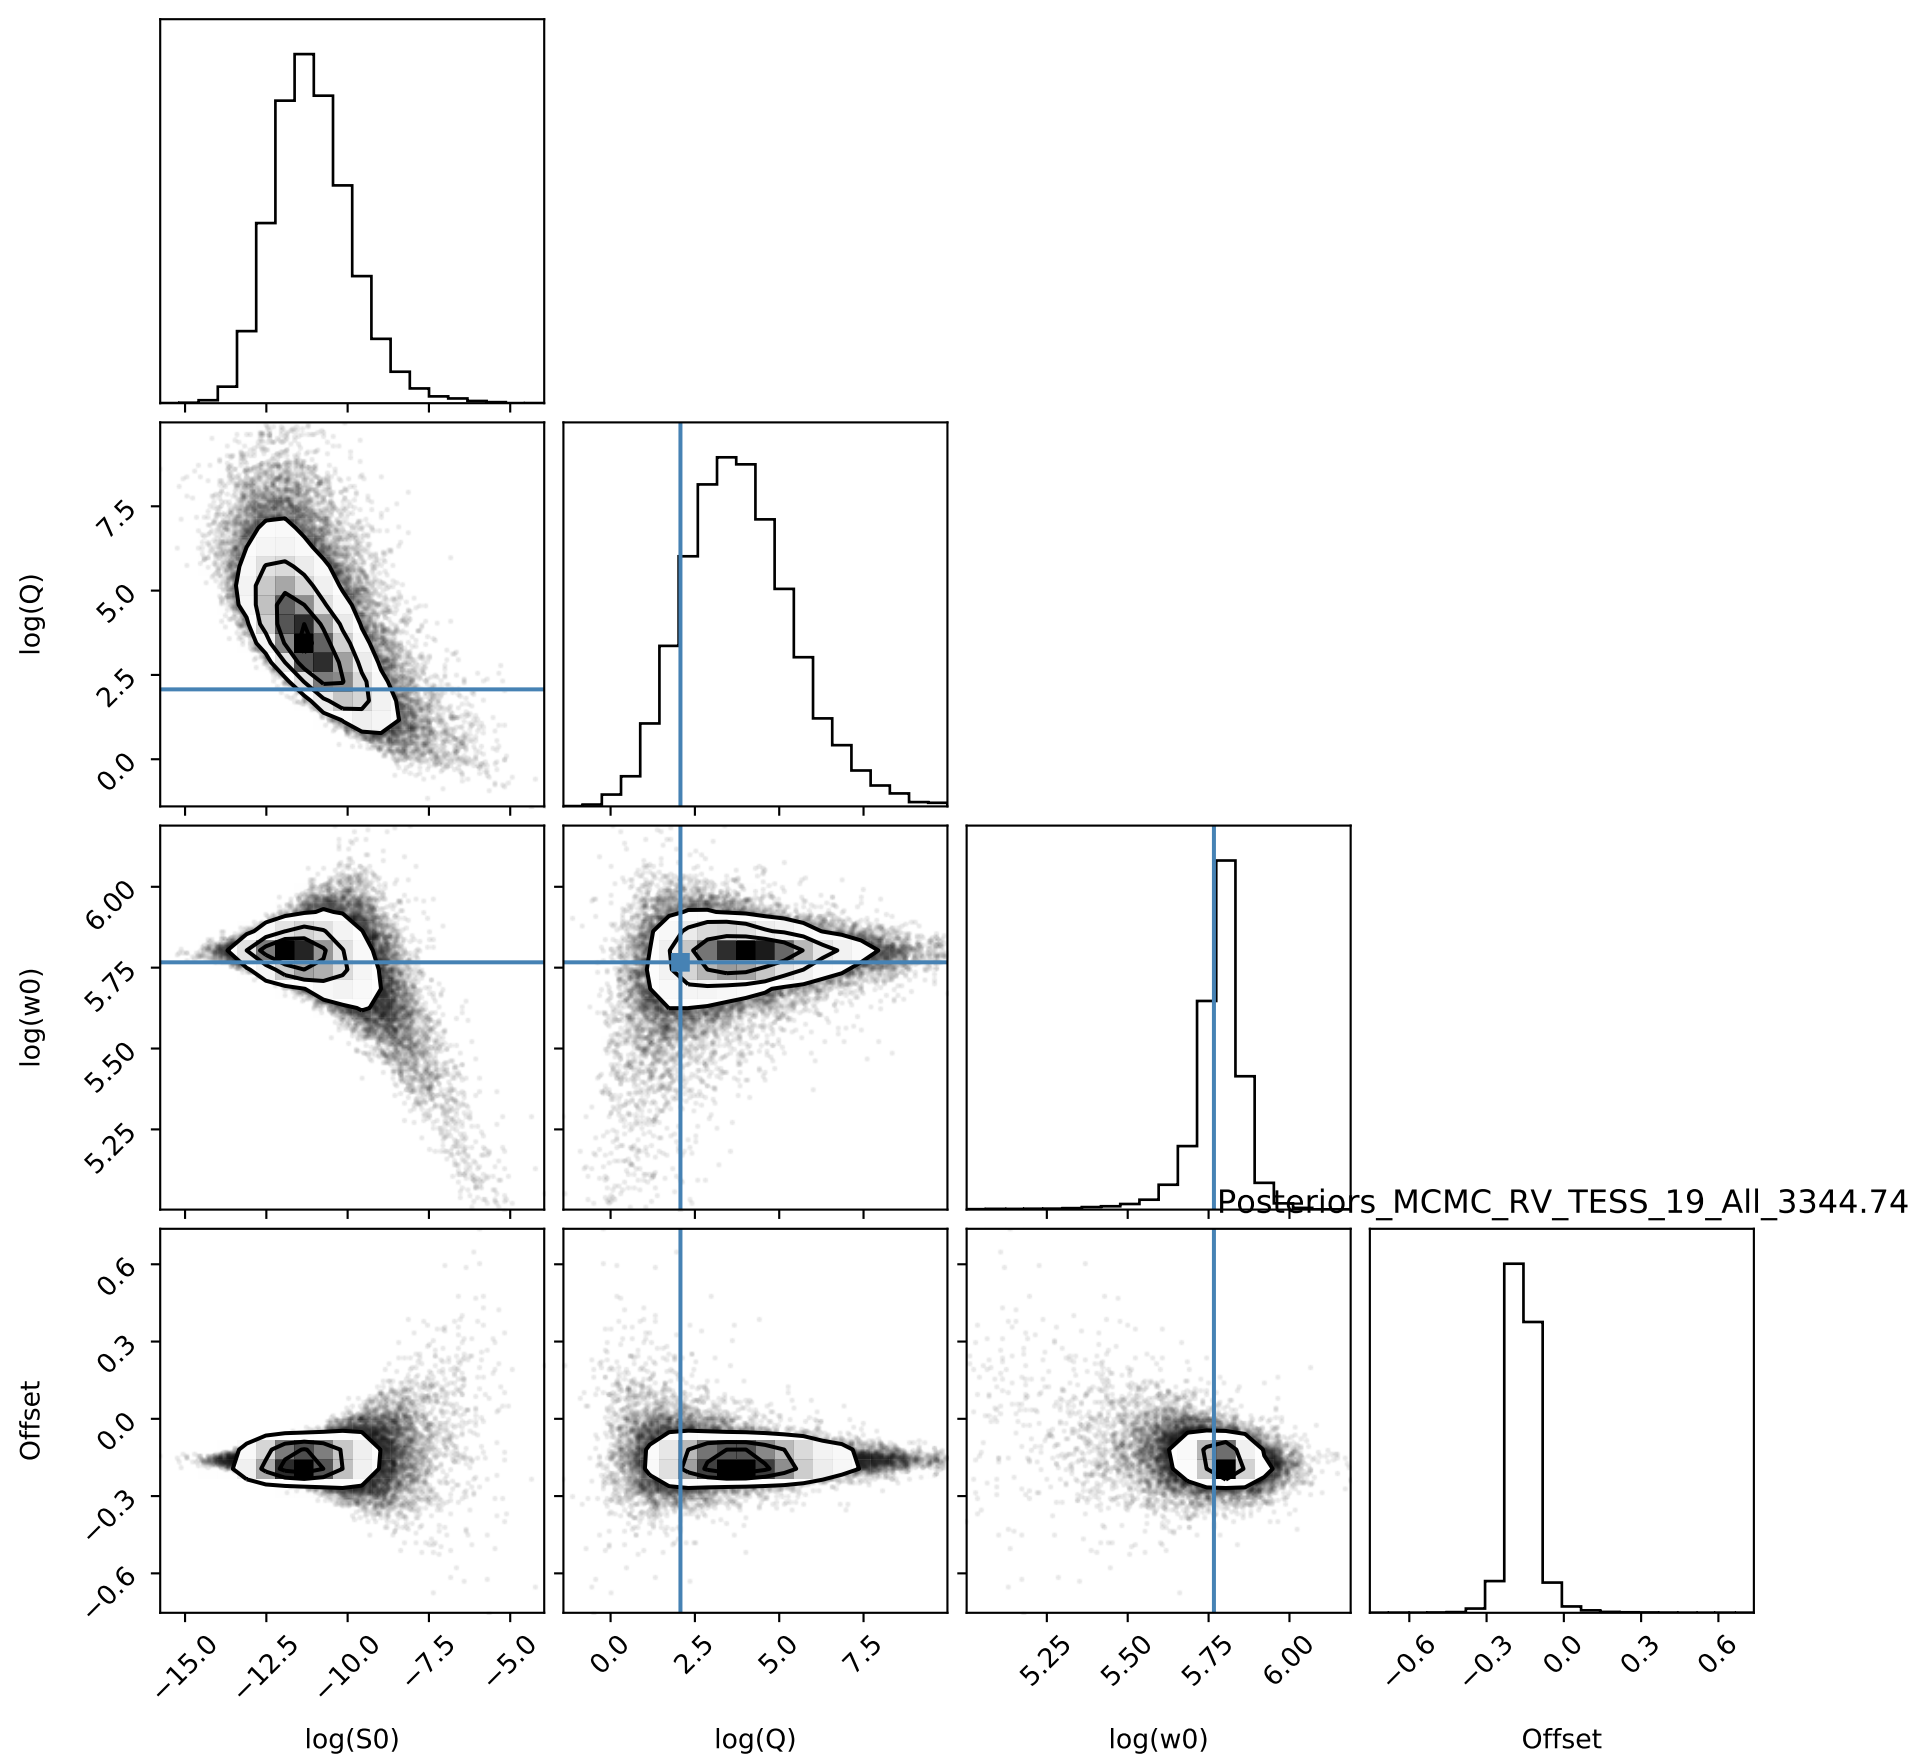 7.5
5.0
2.5
0.0
log(Q)
6.00
5.75
5.50
5.25
log(w0)
Posteriors_MCMC_RV_TESS_19_All_3344.74
0.6
0.3
0.0
−0.3
−0.6
Offset
−15.0 −12.5 −10.0 −7.5 −5.0 0.0 2.5 5.0 7.5 5.25 5.50 5.75 6.00 −0.6 −0.3 0.0 0.3 0.6
log(S0) log(Q) log(w0) Offset